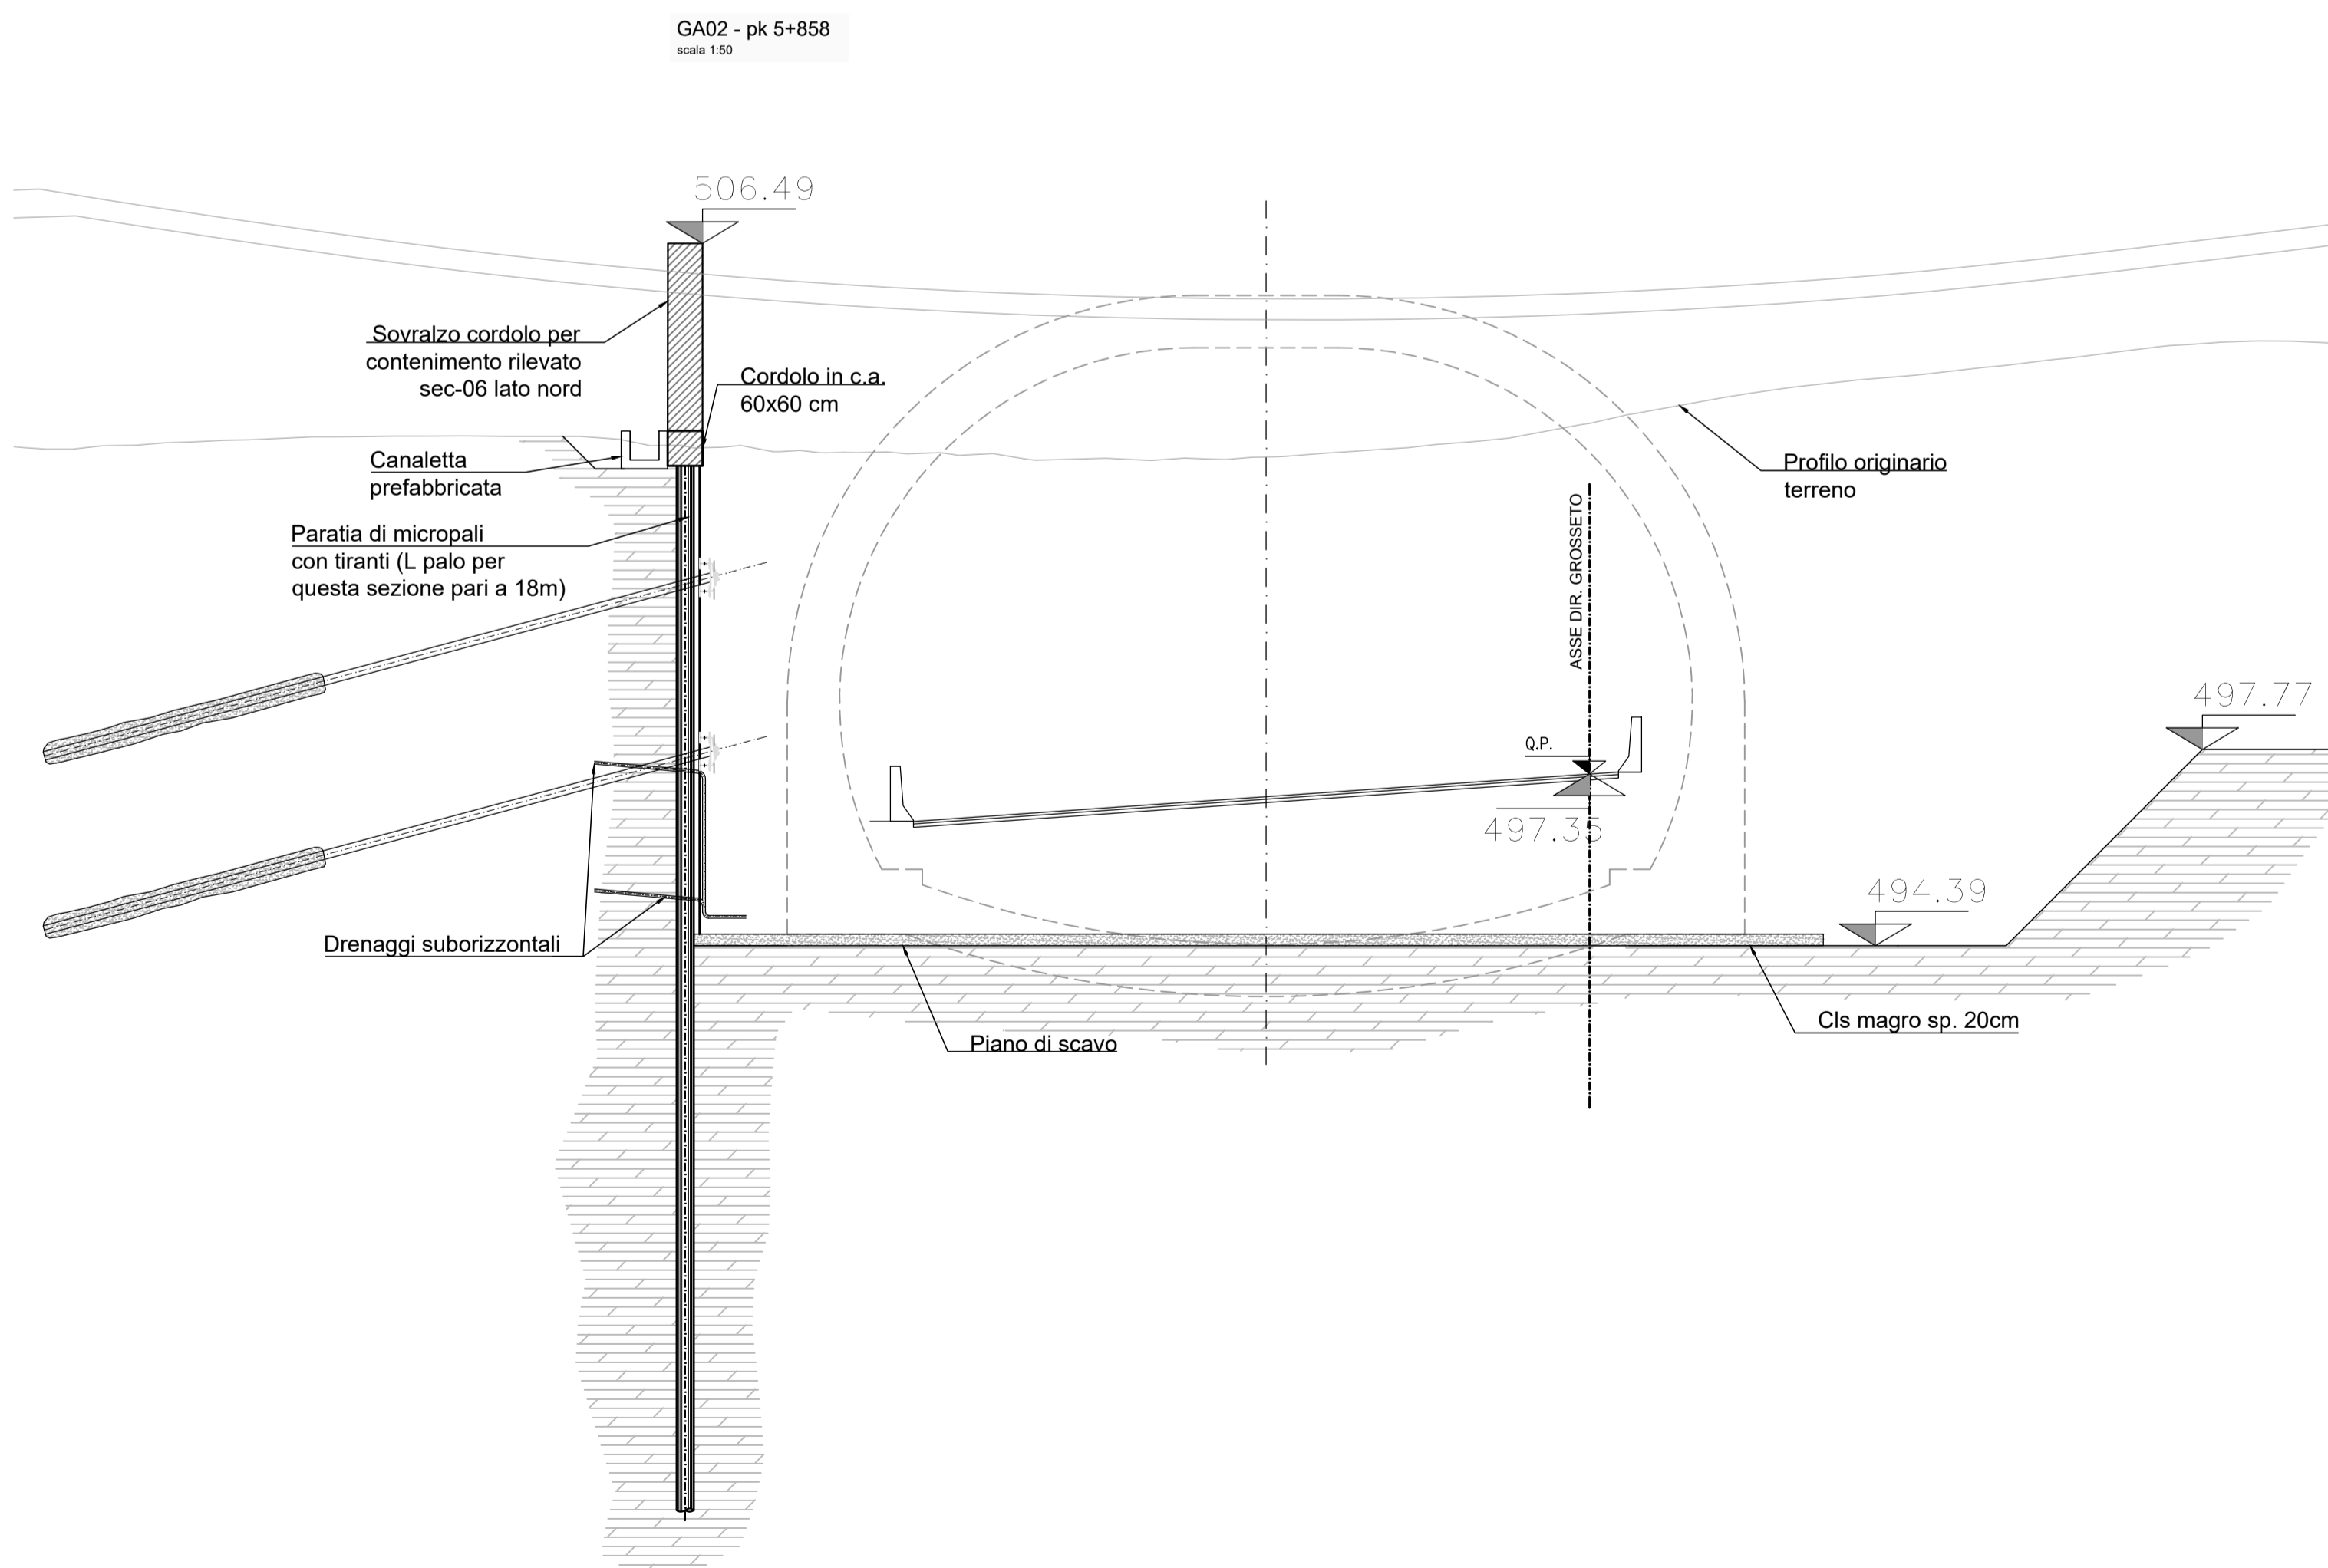 GA02 - pk 5+858
scala 1:50
506.49
Sovralzo cordolo per
contenimento rilevato
sec-06 lato nord
Cordolo in c.a.
60x60 cm
Canaletta
prefabbricata
Profilo originario
terreno
Paratia di micropali
con tiranti (L palo per
questa sezione pari a 18m)
ASSE DIR. GROSSETO
497.77
Q.P.
497.35
494.39
Drenaggi suborizzontali
Piano di scavo
Cls magro sp. 20cm